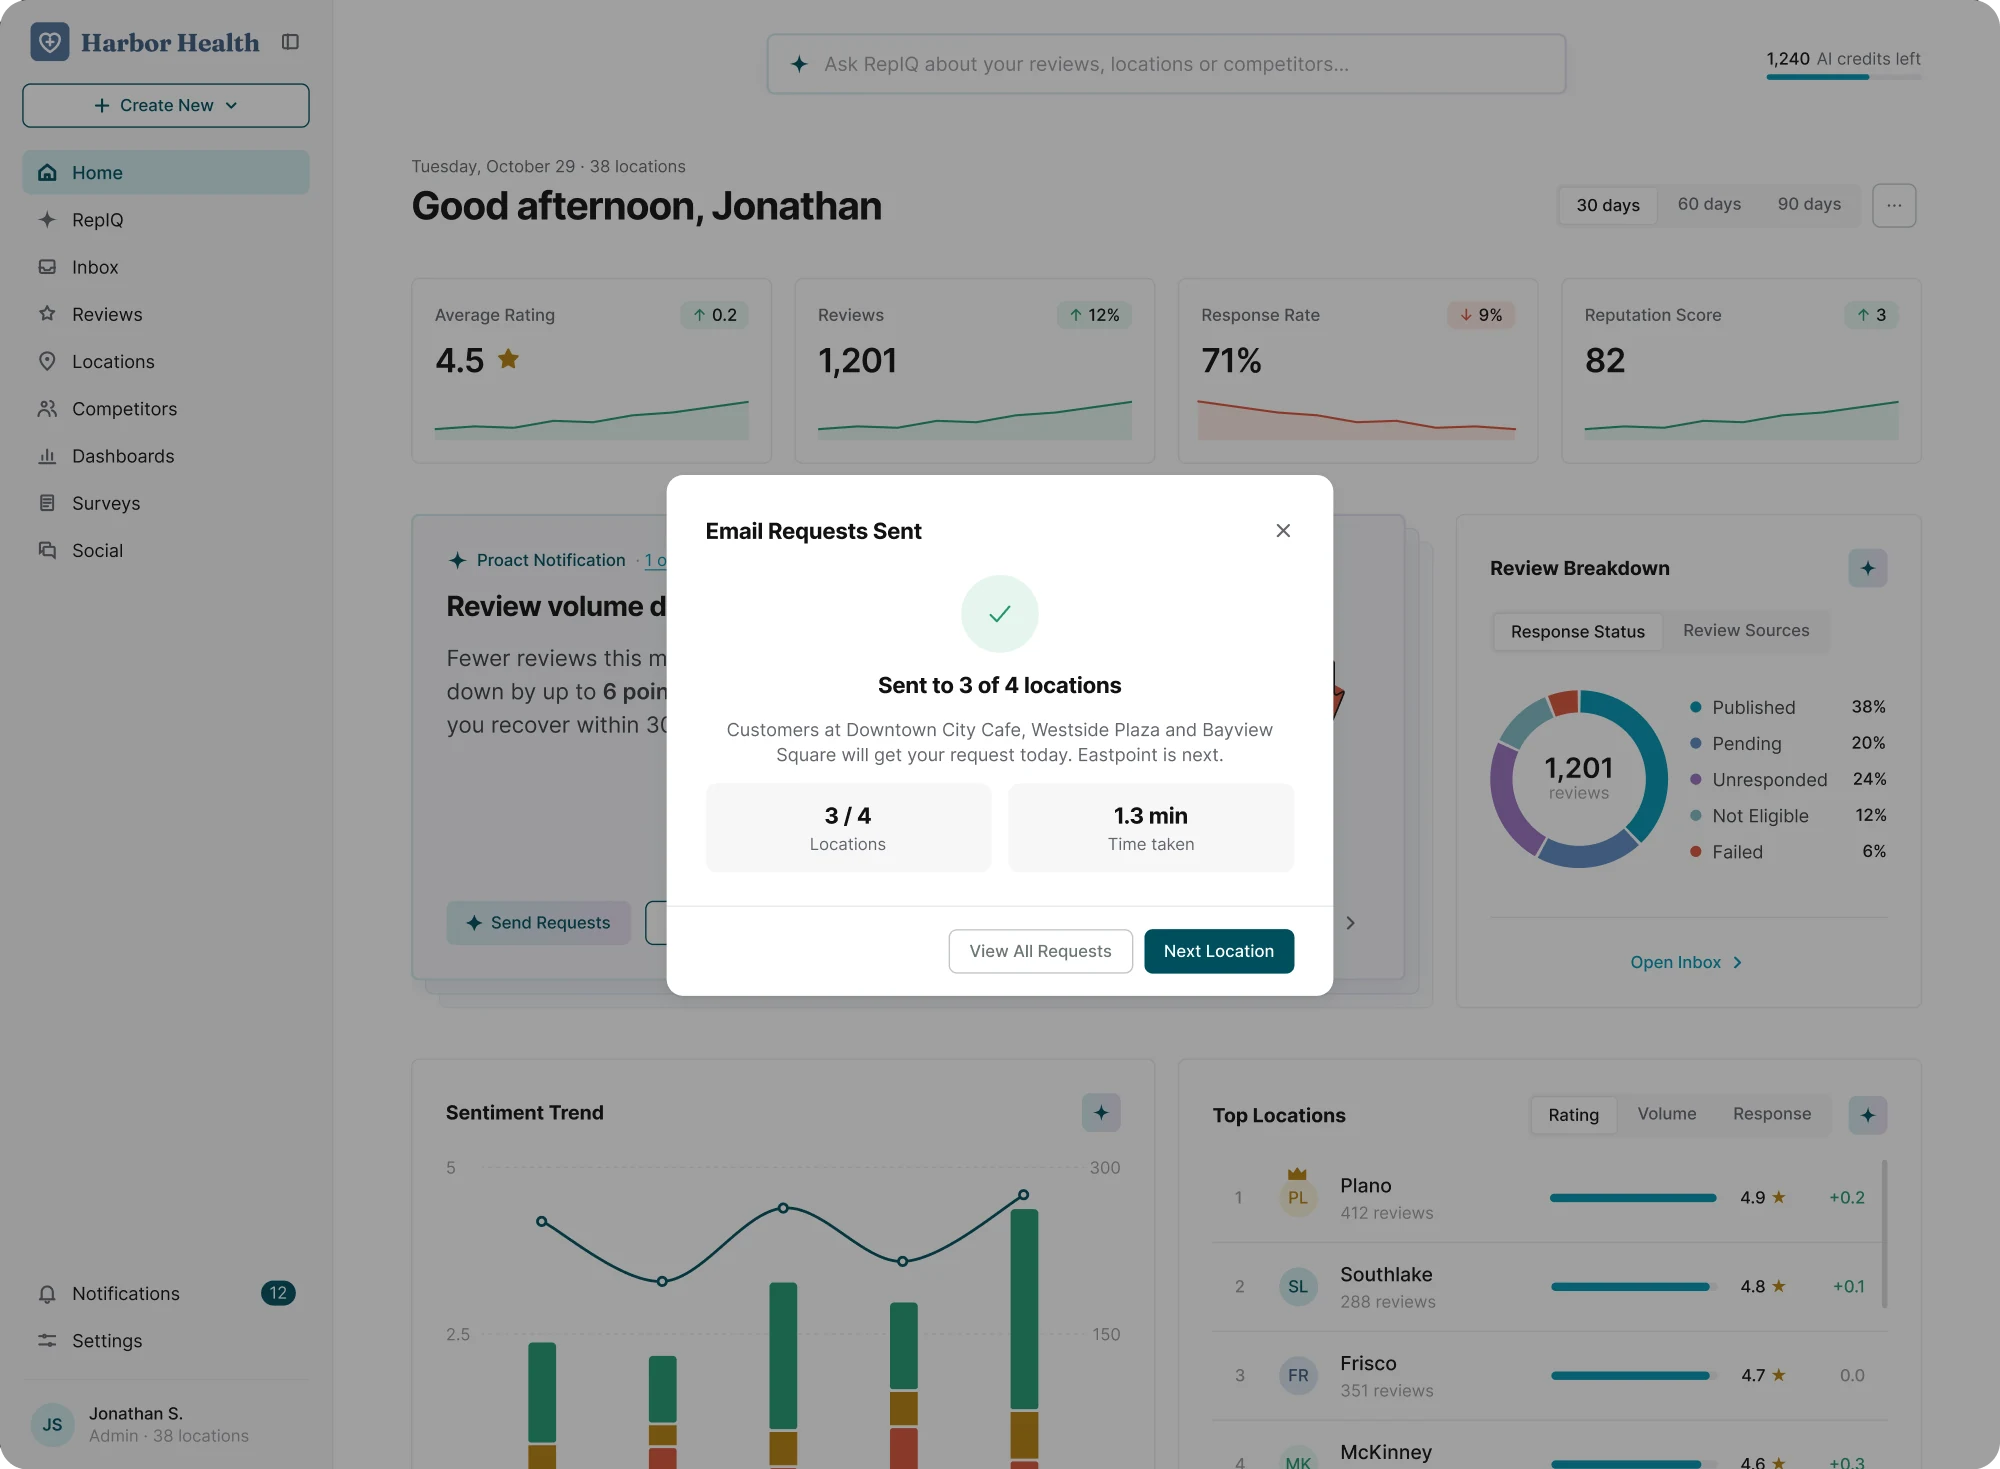 Harbor Health
Create New
Home
RepIQ
Inbox
Reviews
Locations
Competitors
Dashboards
Surveys
Social
Notifications 12
Settings
JS
Jonathan S.
Admin · 38 locations
Ask RepIQ about your reviews, locations or competitors...
1,240 AI credits left
Tuesday, October 29 · 38 locations
Good afternoon, Jonathan
30 days 60 days 90 days
Average Rating 0.2
4.5
Reviews 12%
1,201
Response Rate 9%
71%
Reputation Score 3
82
Proact Notification · 1 o
Review volume d
Fewer reviews this m
down by up to 6 poin
you recover within 30
Send Requests
Email Requests Sent
Sent to 3 of 4 locations
Customers at Downtown City Cafe, Westside Plaza and Bayview
Square will get your request today. Eastpoint is next.
3 / 4
Locations
1.3 min
Time taken
View All Requests Next Location
Review Breakdown
Response Status Review Sources
1,201
reviews
Published 38%
Pending 20%
Unresponded 24%
Not Eligible 12%
Failed 6%
Open Inbox
Sentiment Trend
5 300
2.5 150
Top Locations
Rating Volume Response
1 PL Plano 4.9 +0.2
412 reviews
2 SL Southlake 4.8 +0.1
288 reviews
3 FR Frisco 4.7 0.0
351 reviews
4 MK McKinney 4.6 +0.3